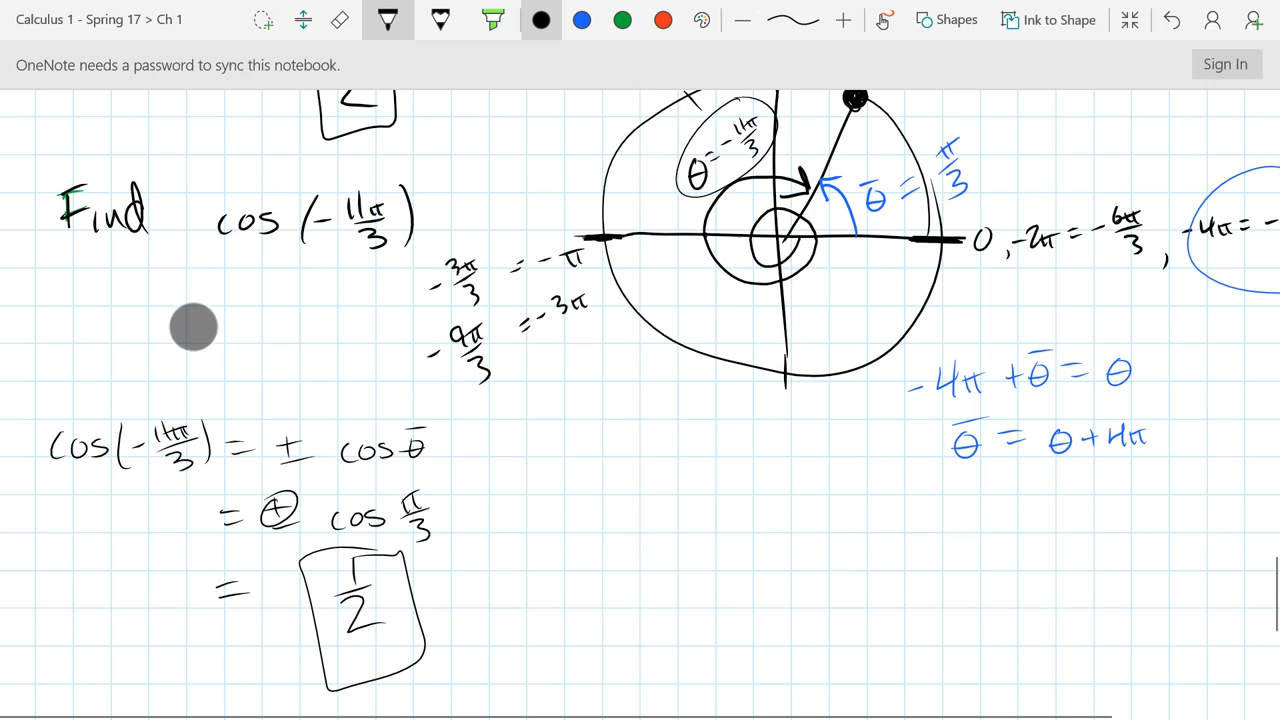 Calculus 1 - Spring 17 > Ch 1
Shapes
Ink to Shape
OneNote needs a password to sync this notebook.
Sign In
2
θ = -11π/3
θ̄ = π/3
Find cos(-11π/3)
0, -2π = -6π/3, -4π = -
-3π/3 = -π
-9π/3 = -3π
-4π + θ̄ = θ
θ̄ = θ + 4π
cos(-11π/3) = ± cos θ̄
= ⊕ cos π/3
= 1/2